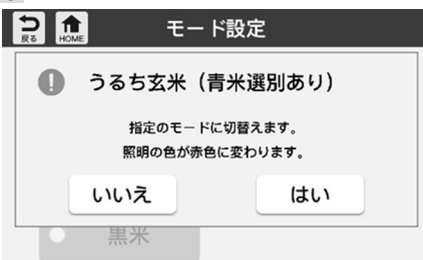 戻る
HOME
モード設定
うるち玄米（青米選別あり）
指定のモードに切替えます。
照明の色が赤色に変わります。
いいえ
はい
黒米